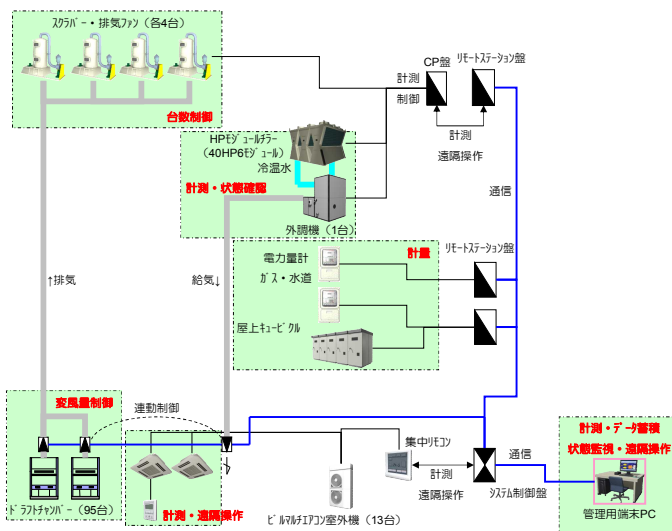 ｽｸﾗﾊﾞｰ・排気ﾌｧﾝ（各4台）
台数制御
計測
制御
CP盤
ﾘﾓｰﾄｽﾃｰｼｮﾝ盤
計測
遠隔操作
HPﾓｼﾞｭｰﾙﾁﾗｰ
（40HP6ﾓｼﾞｭｰﾙ）
冷温水
計測・状態確認
外調機（1台）
通信
電力量計
計量
ｶﾞｽ・水道
屋上ｷｭｰﾋﾞｸﾙ
ﾘﾓｰﾄｽﾃｰｼｮﾝ盤
↑排気
給気↓
変風量制御
連動制御
ﾄﾞﾗﾌﾄﾁｬﾝﾊﾞｰ（95台）
計測・遠隔操作
ﾋﾞﾙﾏﾙﾁｴｱｺﾝ室外機（13台）
集中ﾘﾓｺﾝ
計測
遠隔操作
通信
ｼｽﾃﾑ制御盤
計測・ﾃﾞｰﾀ蓄積
状態監視・遠隔操作
管理用端末PC